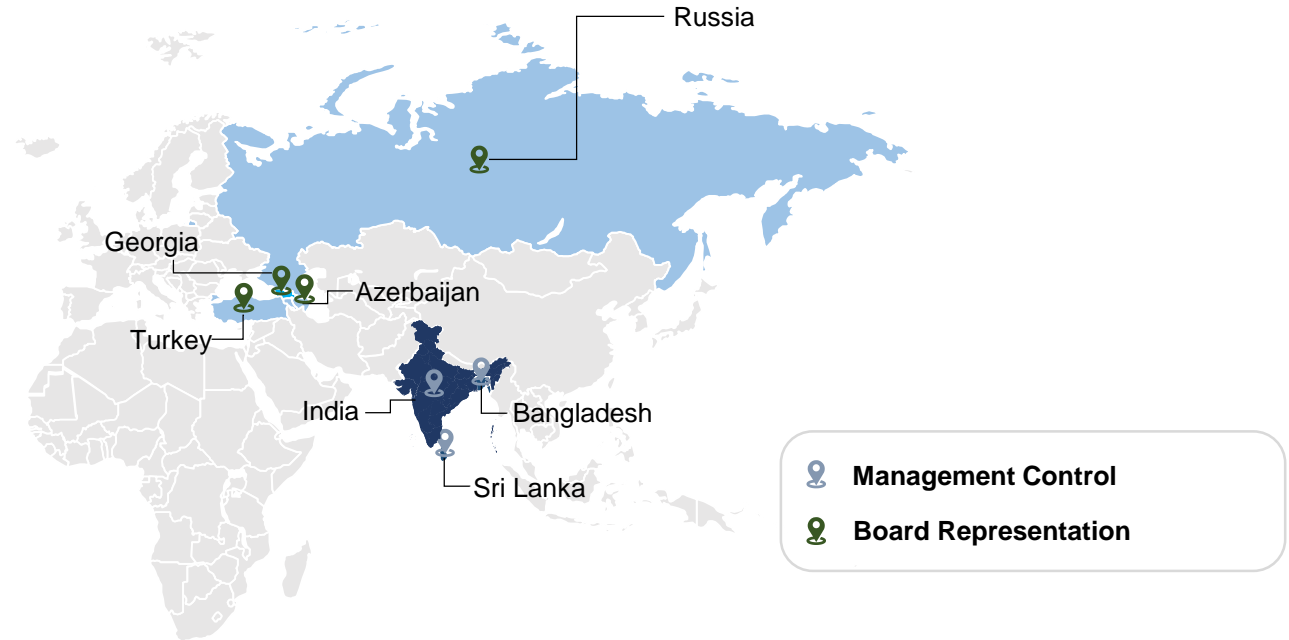 Russia
Georgia
Azerbaijan
Turkey
India
Bangladesh
Sri Lanka
Management Control
Board Representation